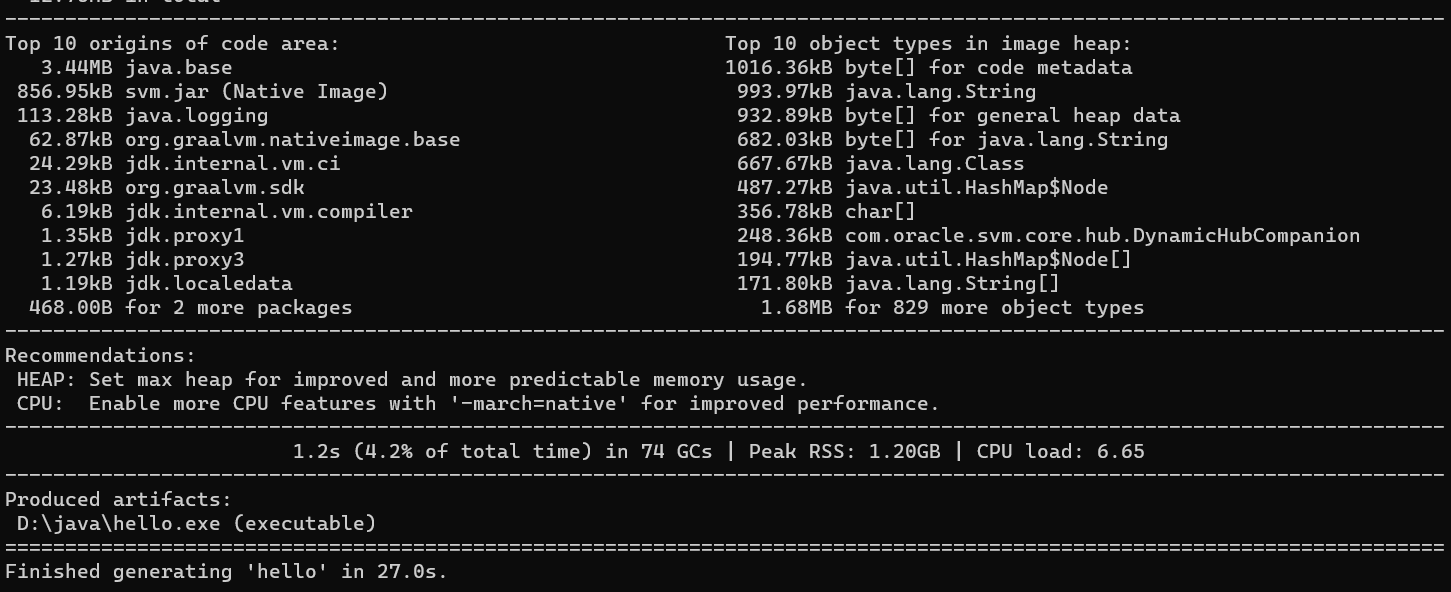 Top 10 origins of code area:                                Top 10 object types in image heap:
   3.44MB java.base                                         1016.36kB byte[] for code metadata
 856.95kB svm.jar (Native Image)                             993.97kB java.lang.String
 113.28kB java.logging                                       932.89kB byte[] for general heap data
  62.87kB org.graalvm.nativeimage.base                       682.03kB byte[] for java.lang.String
  24.29kB jdk.internal.vm.ci                                 667.67kB java.lang.Class
  23.48kB org.graalvm.sdk                                    487.27kB java.util.HashMap$Node
   6.19kB jdk.internal.vm.compiler                           356.78kB char[]
   1.35kB jdk.proxy1                                         248.36kB com.oracle.svm.core.hub.DynamicHubCompanion
   1.27kB jdk.proxy3                                         194.77kB java.util.HashMap$Node[]
   1.19kB jdk.localedata                                     171.80kB java.lang.String[]
  468.00B for 2 more packages                                  1.68MB for 829 more object types
Recommendations:
 HEAP: Set max heap for improved and more predictable memory usage.
 CPU:  Enable more CPU features with '-march=native' for improved performance.
                        1.2s (4.2% of total time) in 74 GCs | Peak RSS: 1.20GB | CPU load: 6.65
Produced artifacts:
 D:\java\hello.exe (executable)
Finished generating 'hello' in 27.0s.